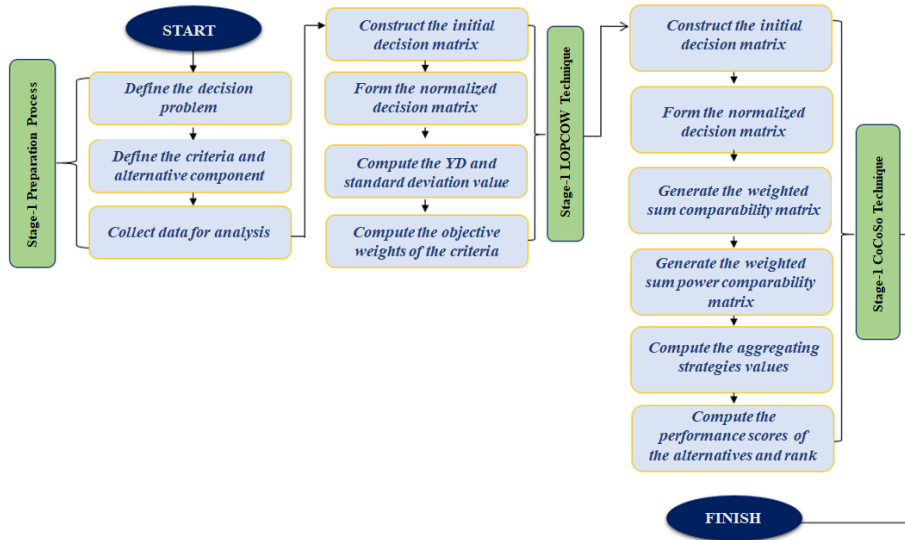 START
Stage-1 Preparation Process
Define the decision
problem
Define the criteria and
alternative component
Collect data for analysis
Construct the initial
decision matrix
Form the normalized
decision matrix
Compute the YD and
standard deviation value
Compute the objective
weights of the criteria
Stage-1 LOPCOW Technique
Construct the initial
decision matrix
Form the normalized
decision matrix
Generate the weighted
sum comparability matrix
Generate the weighted
sum power comparability
matrix
Compute the aggregating
strategies values
Compute the
performance scores of
the alternatives and rank
Stage-1 CoCoSo Technique
FINISH